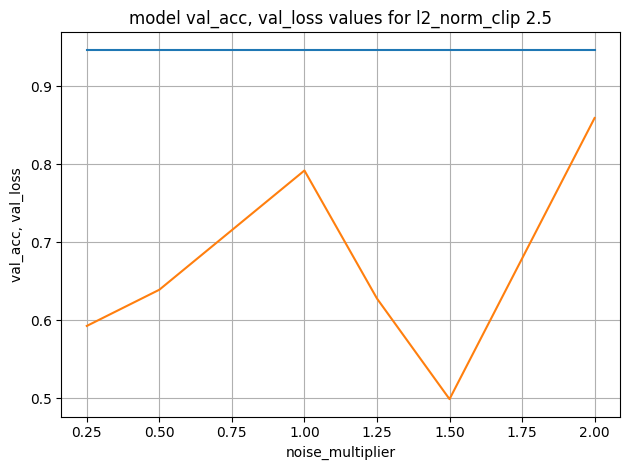 model val_acc, val_loss values for l2_norm_clip 2.5
val_acc, val_loss
0.9
0.8
0.7
0.6
0.5
0.25 0.50 0.75 1.00 1.25 1.50 1.75 2.00
noise_multiplier